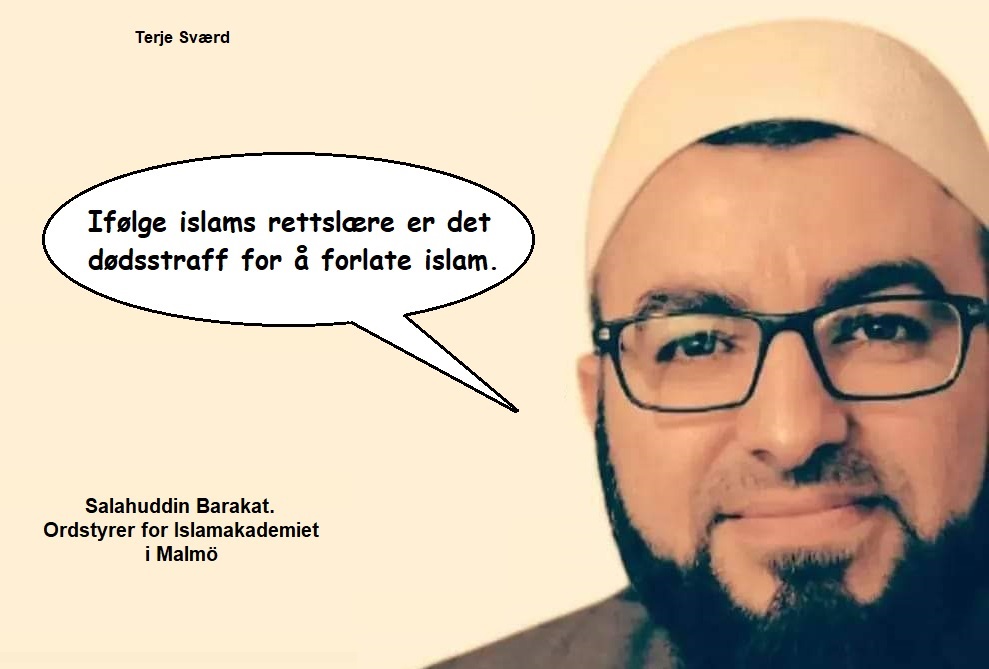 Terje Sværd
Ifølge islams rettslære er det
dødsstraff for å forlate islam.
Salahuddin Barakat.
Ordstyrer for Islamakademiet
i Malmö